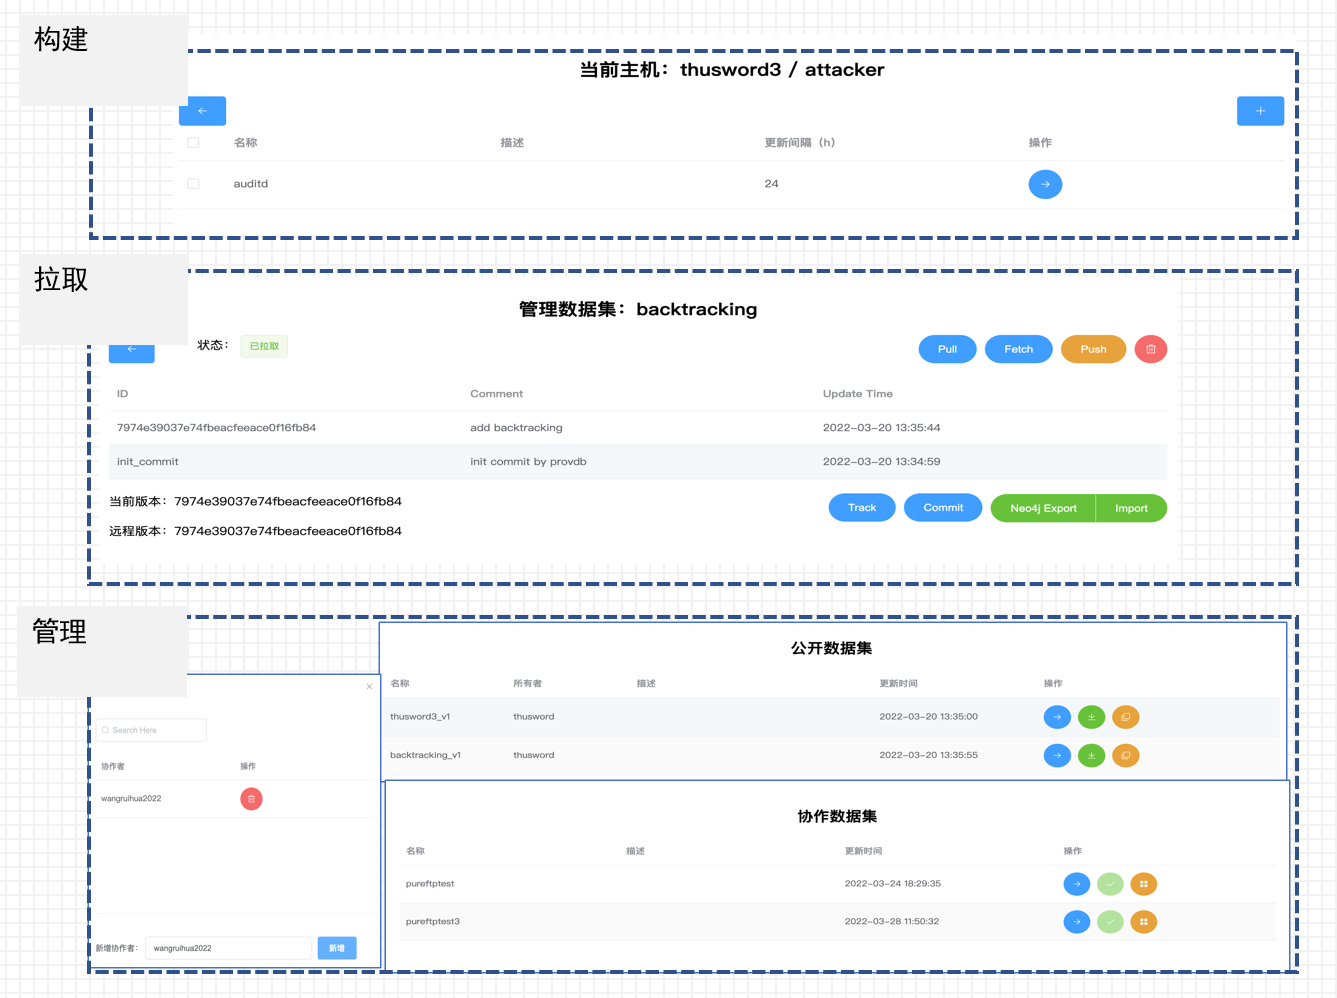 构建
当前主机：thusword3 / attacker
名称 描述 更新间隔（h） 操作
auditd 24
拉取
管理数据集：backtracking
状态： 已拉取 Pull Fetch Push
ID Comment Update Time
7974e39037e74fbeacfeeace0f16fb84 add backtracking 2022-03-20 13:35:44
init_commit init commit by provdb 2022-03-20 13:34:59
当前版本：7974e39037e74fbeacfeeace0f16fb84
远程版本：7974e39037e74fbeacfeeace0f16fb84
Track Commit Neo4j Export Import
管理
公开数据集
名称 所有者 描述 更新时间 操作
thusword3_v1 thusword 2022-03-20 13:35:00
backtracking_v1 thusword 2022-03-20 13:35:55
Search Here
协作者 操作
wangruihua2022
新增协作者： wangruihua2022 新增
协作数据集
名称 描述 更新时间 操作
pureftptest 2022-03-24 18:29:35
pureftptest3 2022-03-28 11:50:32